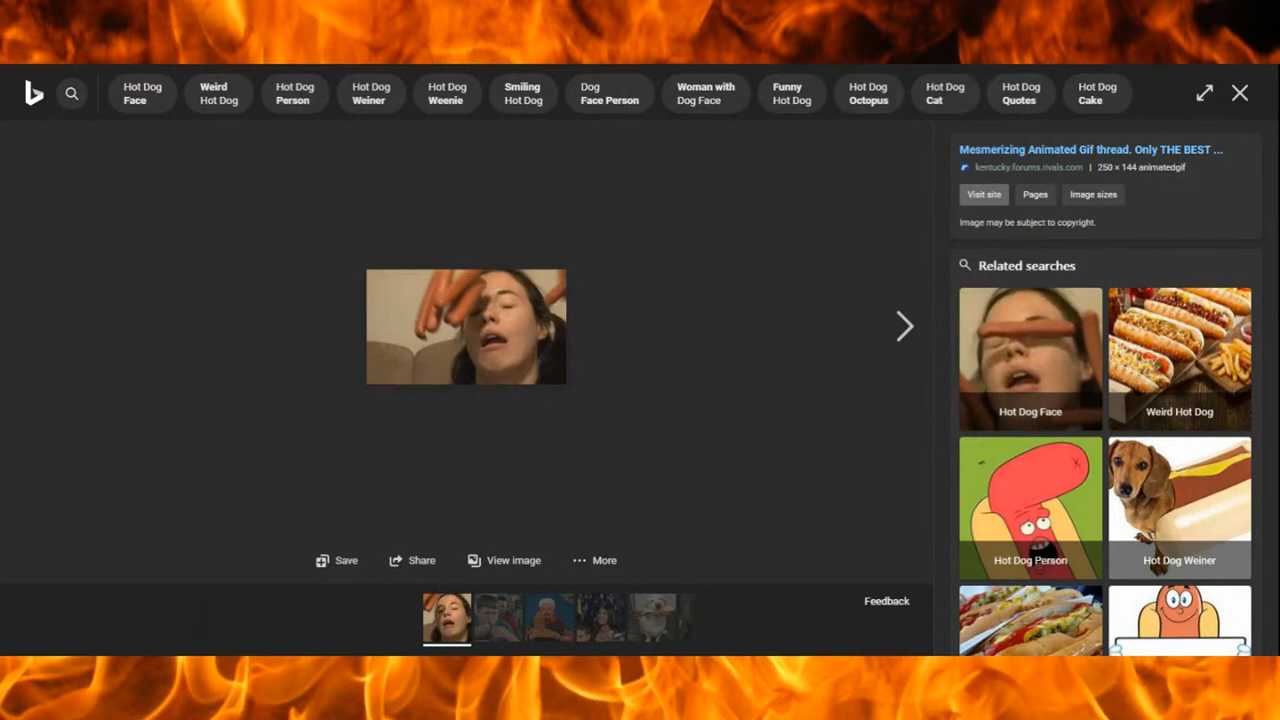 Hot Dog
Face
Weird
Hot Dog
Hot Dog
Person
Hot Dog
Weiner
Hot Dog
Weenie
Smiling
Hot Dog
Dog
Face Person
Woman with
Dog Face
Funny
Hot Dog
Hot Dog
Octopus
Hot Dog
Cat
Hot Dog
Quotes
Hot Dog
Cake
Mesmerizing Animated Gif thread. Only THE BEST ...
kentucky.forums.rivals.com | 250 × 144 animatedgif
Visit site
Pages
Image sizes
Image may be subject to copyright.
Related searches
Hot Dog Face
Weird Hot Dog
Hot Dog Person
Hot Dog Weiner
Save
Share
View image
More
Feedback